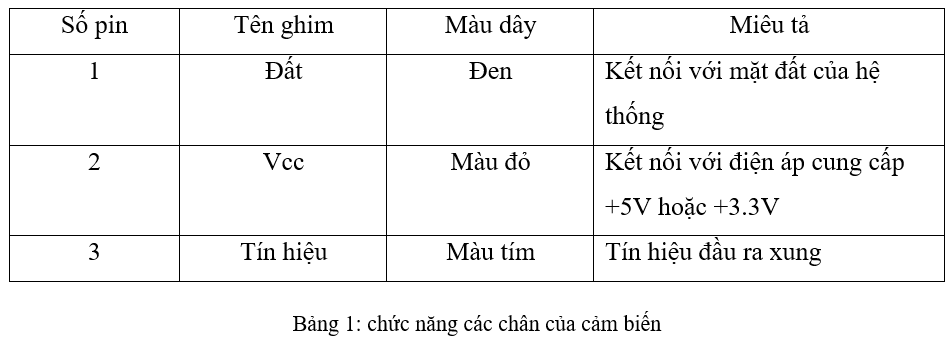 Số pin Tên ghim Màu dây Miêu tả
1 Đất Đen Kết nối với mặt đất của hệ
thống
2 Vcc Màu đỏ Kết nối với điện áp cung cấp
+5V hoặc +3.3V
3 Tín hiệu Màu tím Tín hiệu đầu ra xung
Bảng 1: chức năng các chân của cảm biến